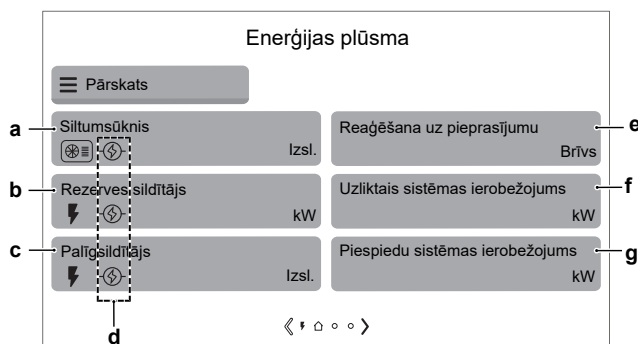 Enerģijas plūsma
Pārskats
a
Siltumsūknis
Izsl.
b
Rezerves sildītājs
kW
c
Palīgsildītājs
Izsl.
d
Reaģēšana uz pieprasījumu
Brīvs
e
Uzliktais sistēmas ierobežojums
kW
f
Piespiedu sistēmas ierobežojums
kW
g